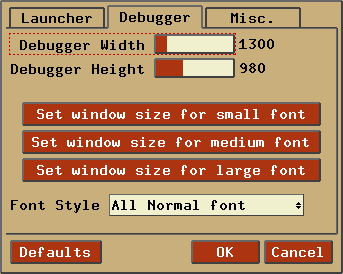 Launcher Debugger Misc.
Debugger Width 1300
Debugger Height 980
Set window size for small font
Set window size for medium font
Set window size for large font
Font Style All Normal font
Defaults OK Cancel